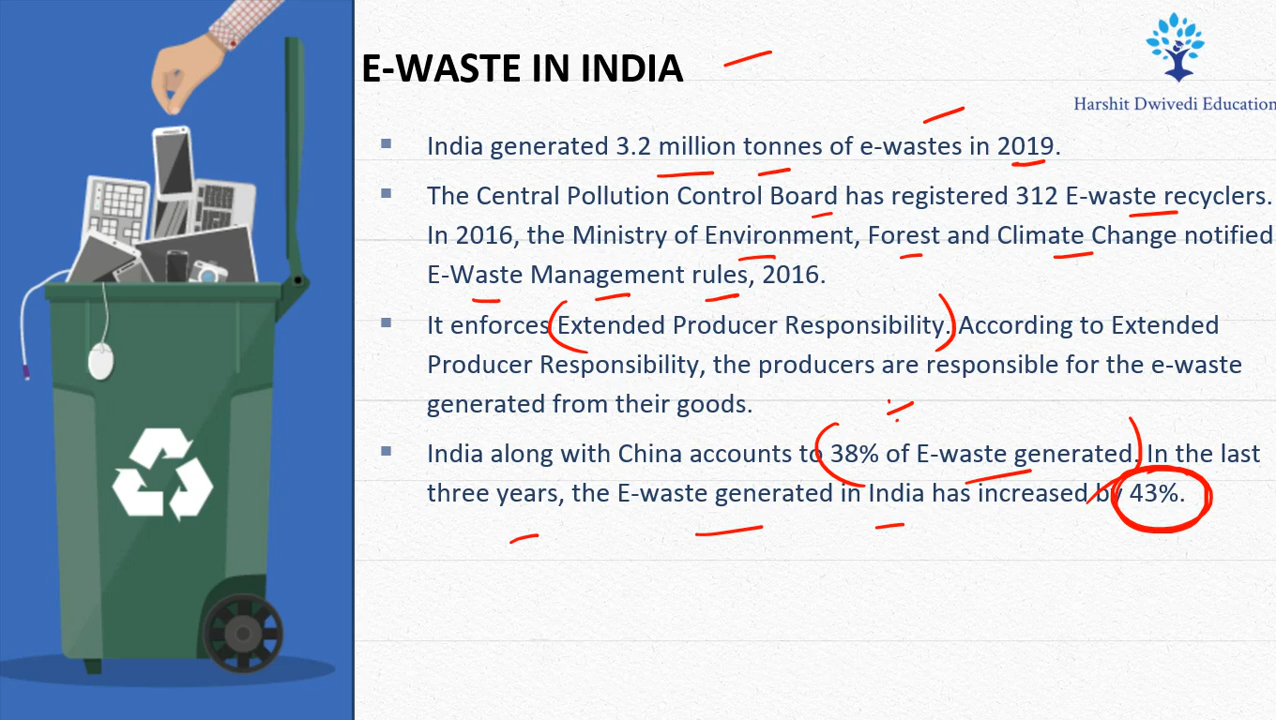 E-WASTE IN INDIA
Harshit Dwivedi Education
India generated 3.2 million tonnes of e-wastes in 2019.
The Central Pollution Control Board has registered 312 E-waste recyclers.
In 2016, the Ministry of Environment, Forest and Climate Change notified
E-Waste Management rules, 2016.
It enforces Extended Producer Responsibility. According to Extended
Producer Responsibility, the producers are responsible for the e-waste
generated from their goods.
India along with China accounts to 38% of E-waste generated. In the last
three years, the E-waste generated in India has increased by 43%.